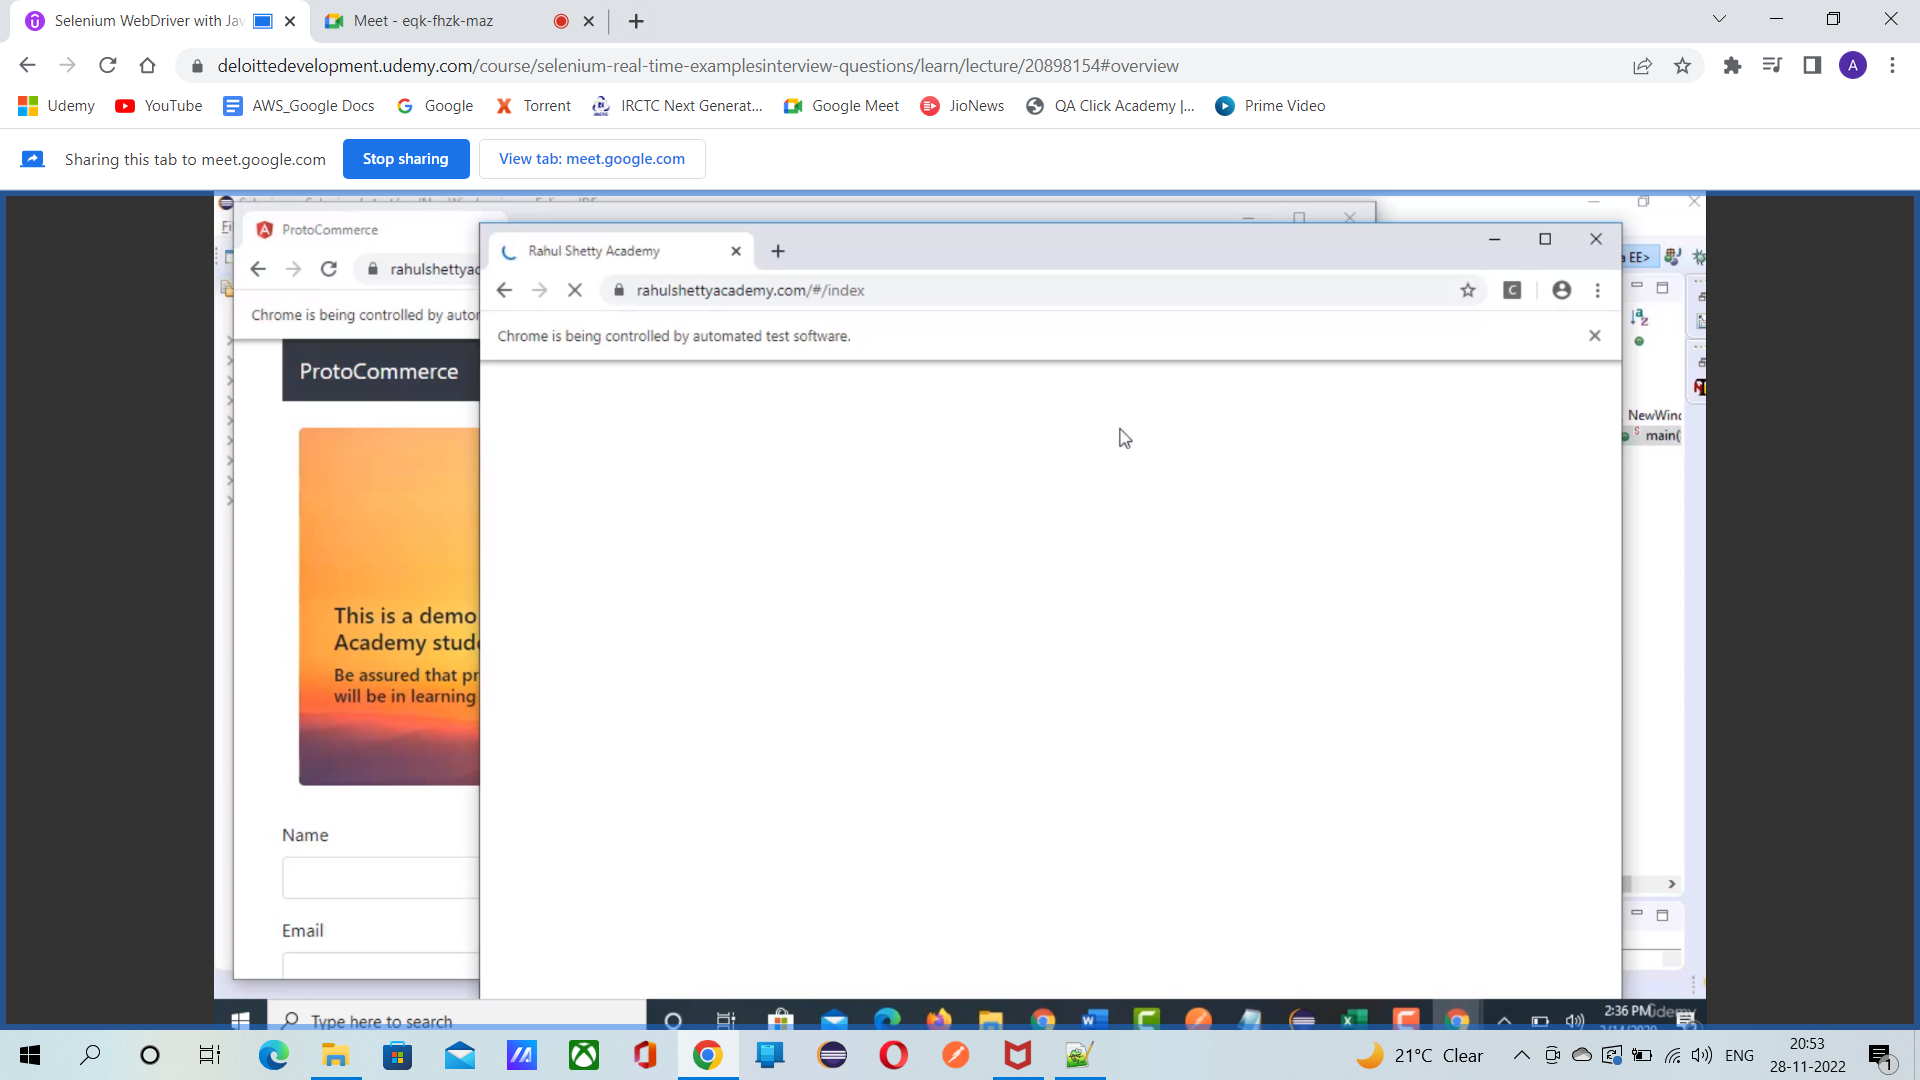 Selenium WebDriver with Jav
Meet - eqk-fhzk-maz
deloittedevelopment.udemy.com/course/selenium-real-time-examplesinterview-questions/learn/lecture/20898154#overview
A
Udemy
YouTube
AWS_Google Docs
Google
Torrent
IRCTC Next Generat...
Google Meet
JioNews
QA Click Academy |...
Prime Video
Sharing this tab to meet.google.com
Stop sharing
View tab: meet.google.com
ProtoCommerce
Rahul Shetty Academy
EE>
rahulshettyac
rahulshettyacademy.com/#/index
Chrome is being controlled by autor
Chrome is being controlled by automated test software.
ProtoCommerce
NewWind
main(
This is a demo
Academy stude
Be assured that pr
will be in learning
Name
Email
Type here to search
2:36 PM
Udemy
21°C Clear
ENG
20:53
28-11-2022
1